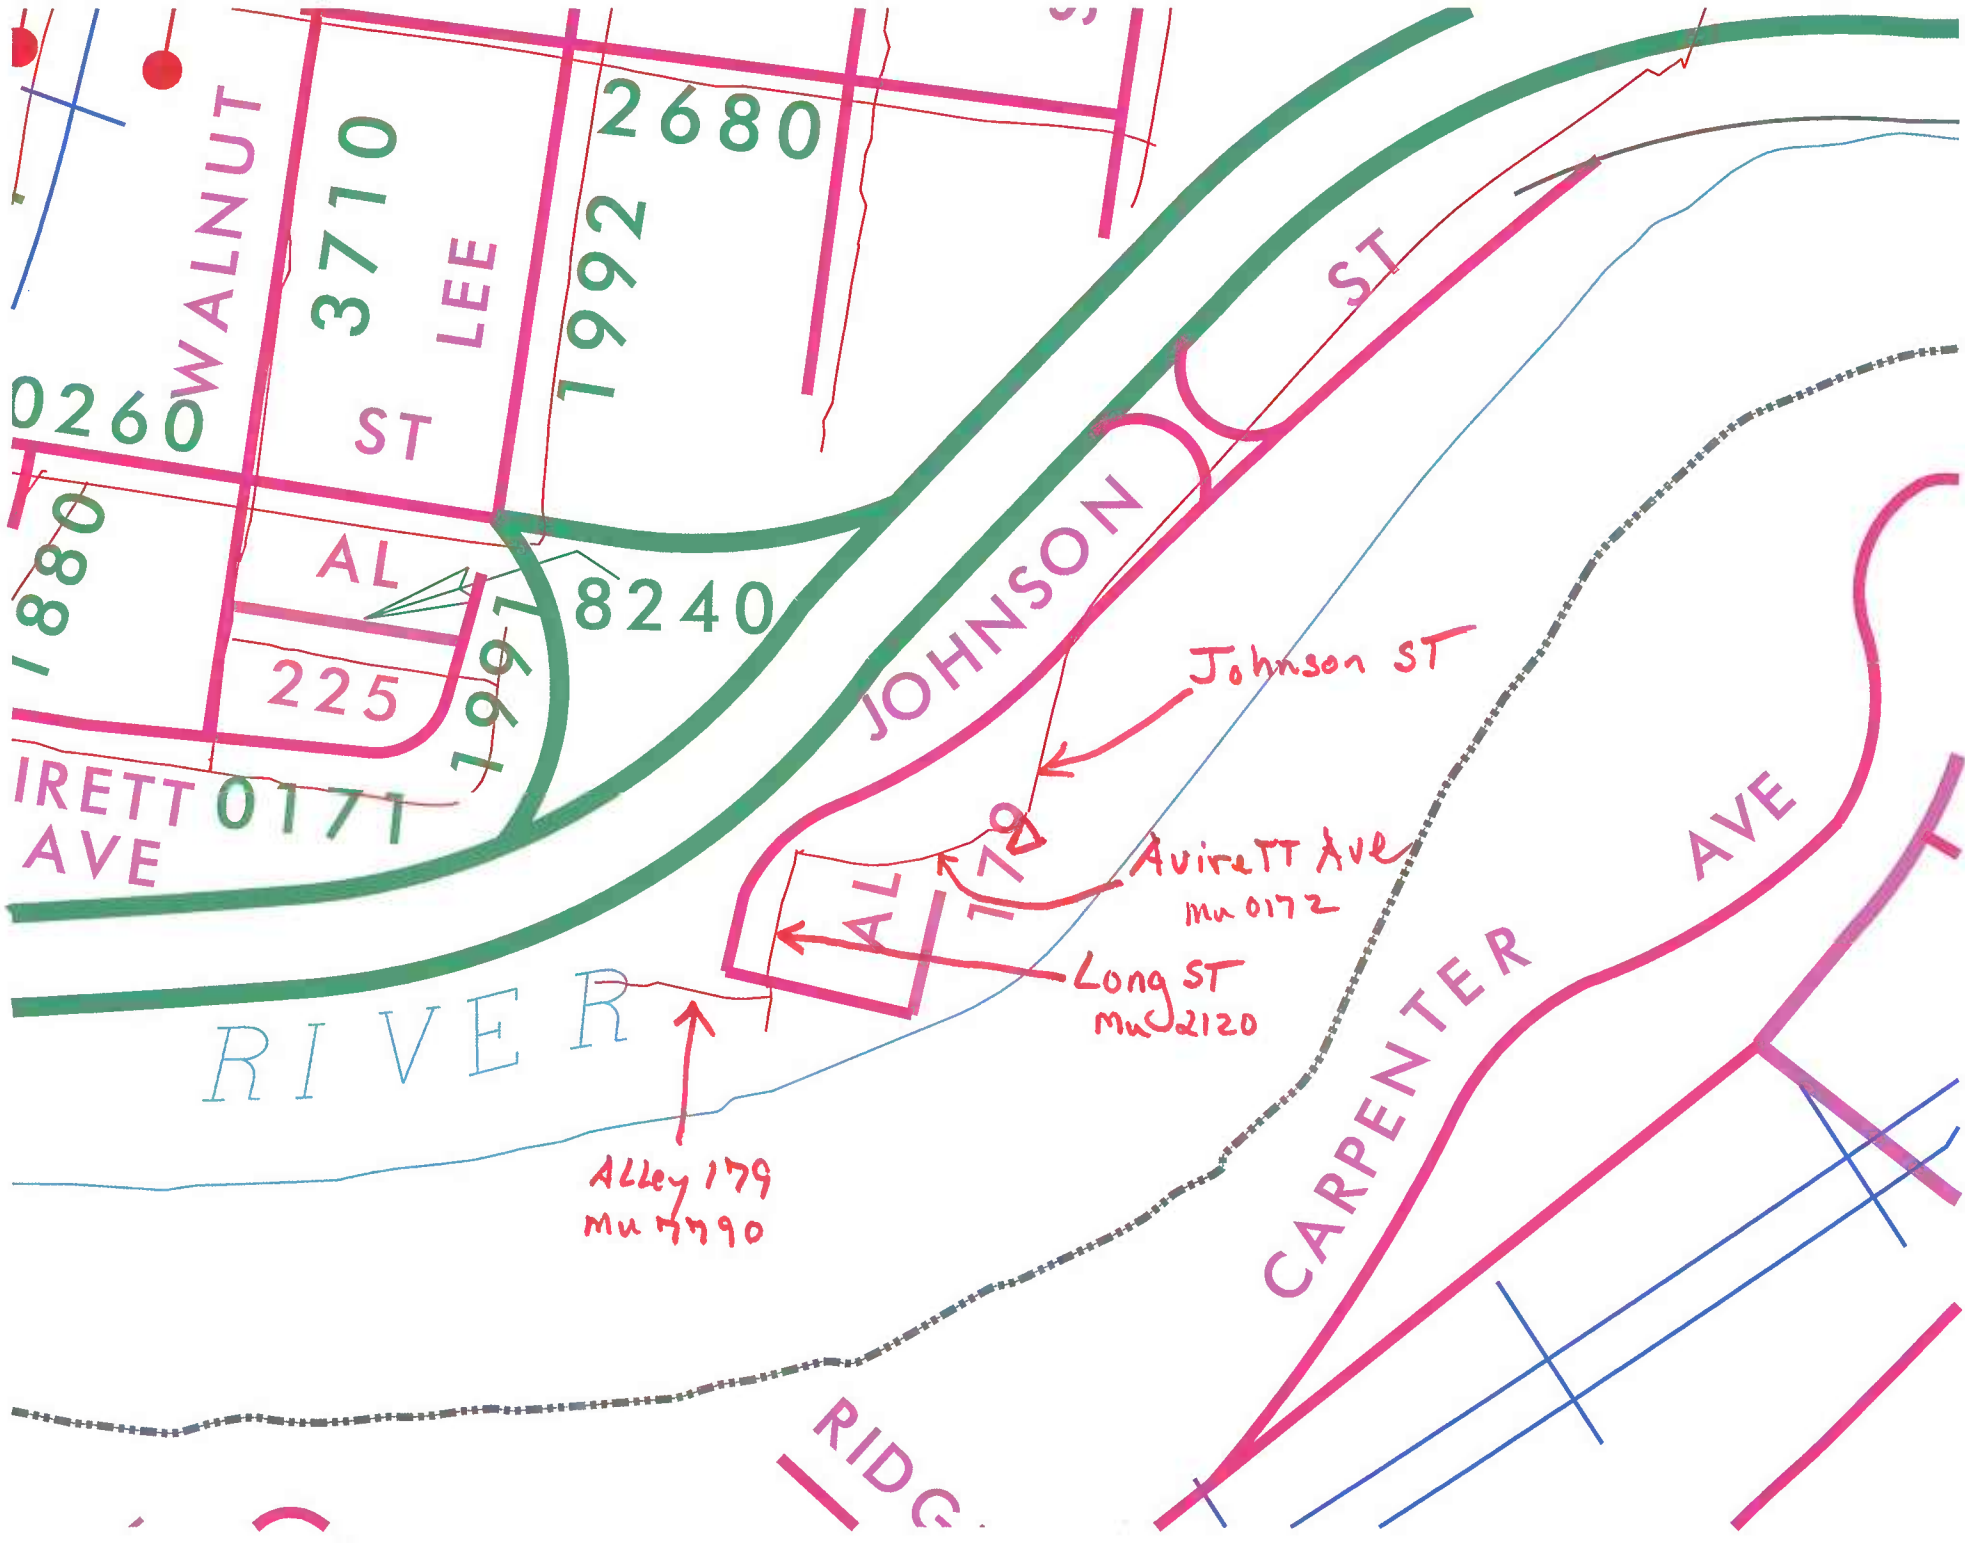 2680
WALNUT
3710
LEE
1992
ST
0260
ST
1880
AL
8240
1991
225
JOHNSON
Johnson ST
IRETT
AVE
0171
179
AL
AvireTT Ave
Mu 0172
AVE
Long ST
Mu 2120
RIVER
CARPENTER
ALLey 179
Mu 7790
RIDG